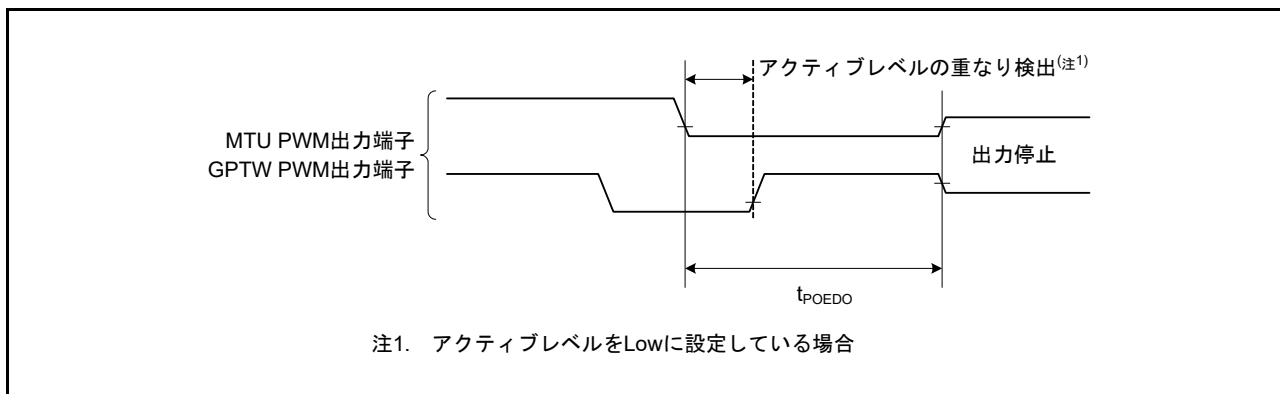 アクティブレベルの重なり検出(注1)
MTU PWM出力端子
GPTW PWM出力端子
出力停止
tPOEDO
注1. アクティブレベルをLowに設定している場合